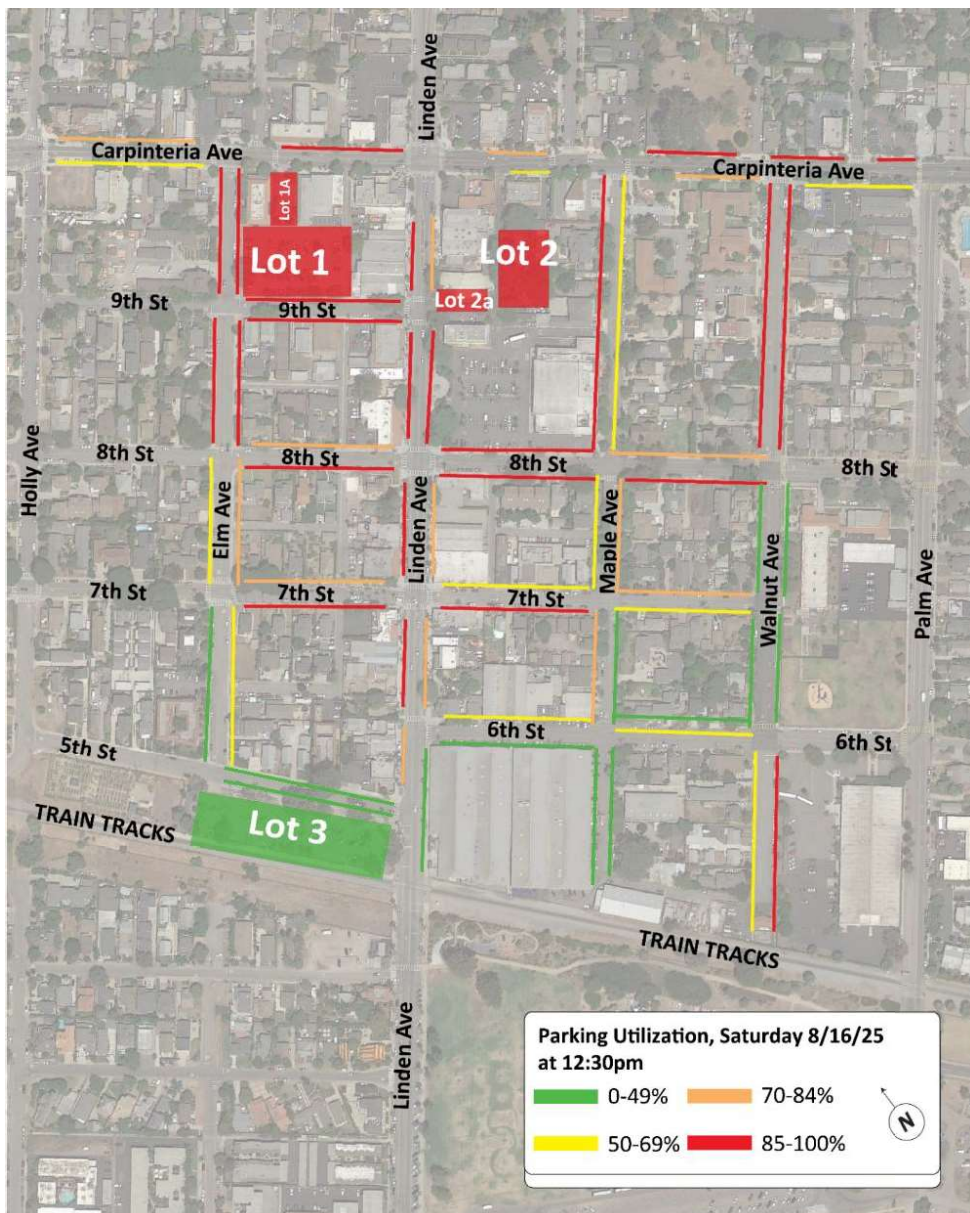 Linden Ave
Carpinteria Ave
Carpinteria Ave
Lot 1A
Lot 1
Lot 2
Lot 2a
9th St
9th St
8th St
8th St
8th St
8th St
Holly Ave
Elm Ave
Linden Ave
Maple Ave
Walnut Ave
Palm Ave
7th St
7th St
7th St
6th St
6th St
5th St
Lot 3
TRAIN TRACKS
TRAIN TRACKS
Linden Ave
Parking Utilization, Saturday 8/16/25
at 12:30pm
0-49%
70-84%
50-69%
85-100%
N